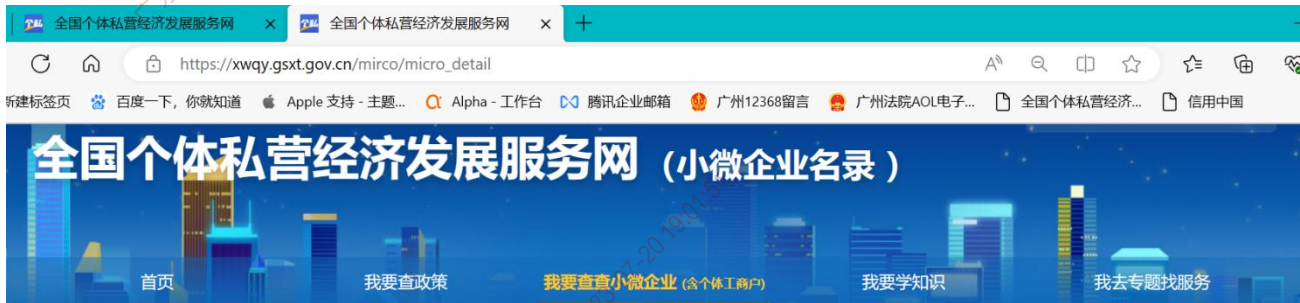 全国个体私营经济发展服务网 × 全国个体私营经济发展服务网 × +
https://xwqy.gsxt.gov.cn/mirco/micro_detail
新建标签页 百度一下，你就知道 Apple 支持 - 主题... Alpha - 工作台 腾讯企业邮箱 广州12368留言 广州法院AOL电子... 全国个体私营经济... 信用中国
全国个体私营经济发展服务网（小微企业名录）
首页 我要查政策 我要查查小微企业 (含个体工商户) 我要学知识 我去专题找服务